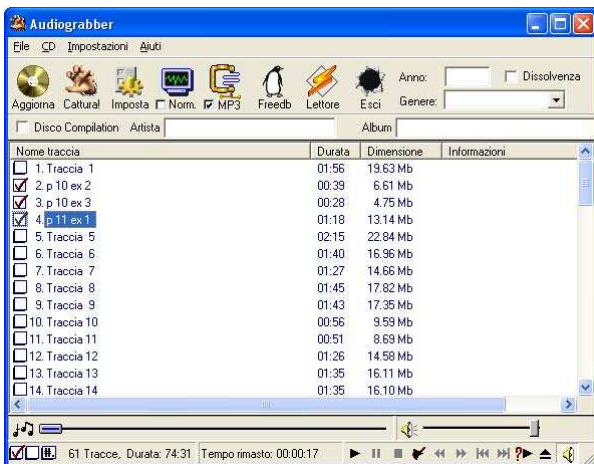 Audiograbber
File CD Impostazioni Aiuti
Anno: Dissolvenza
Aggiorna Cattura! Imposta Norm. MP3 Freedb Lettore Esci Genere:
Disco Compilation Artista Album
Nome traccia Durata Dimensione Informazioni
1. Traccia 1 01:56 19.63 Mb
2. p 10 ex 2 00:39 6.61 Mb
3. p 10 ex 3 00:28 4.75 Mb
4. p 11 ex 1 01:18 13.14 Mb
5. Traccia 5 02:15 22.84 Mb
6. Traccia 6 01:40 16.96 Mb
7. Traccia 7 01:27 14.66 Mb
8. Traccia 8 01:45 17.82 Mb
9. Traccia 9 01:43 17.35 Mb
10. Traccia 10 00:56 9.59 Mb
11. Traccia 11 00:51 8.69 Mb
12. Traccia 12 01:26 14.58 Mb
13. Traccia 13 01:35 16.11 Mb
14. Traccia 14 01:35 16.10 Mb
#. 61 Tracce, Durata: 74:31 Tempo rimasto: 00:00:17 ?